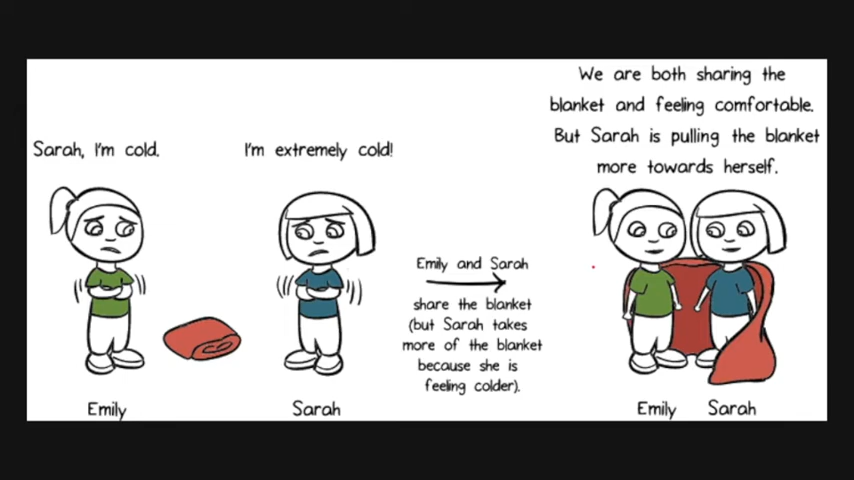 Sarah, I'm cold.
Emily
I'm extremely cold!
Sarah
Emily and Sarah
share the blanket
(but Sarah takes
more of the blanket
because she is
feeling colder).
We are both sharing the
blanket and feeling comfortable.
But Sarah is pulling the blanket
more towards herself.
Emily
Sarah